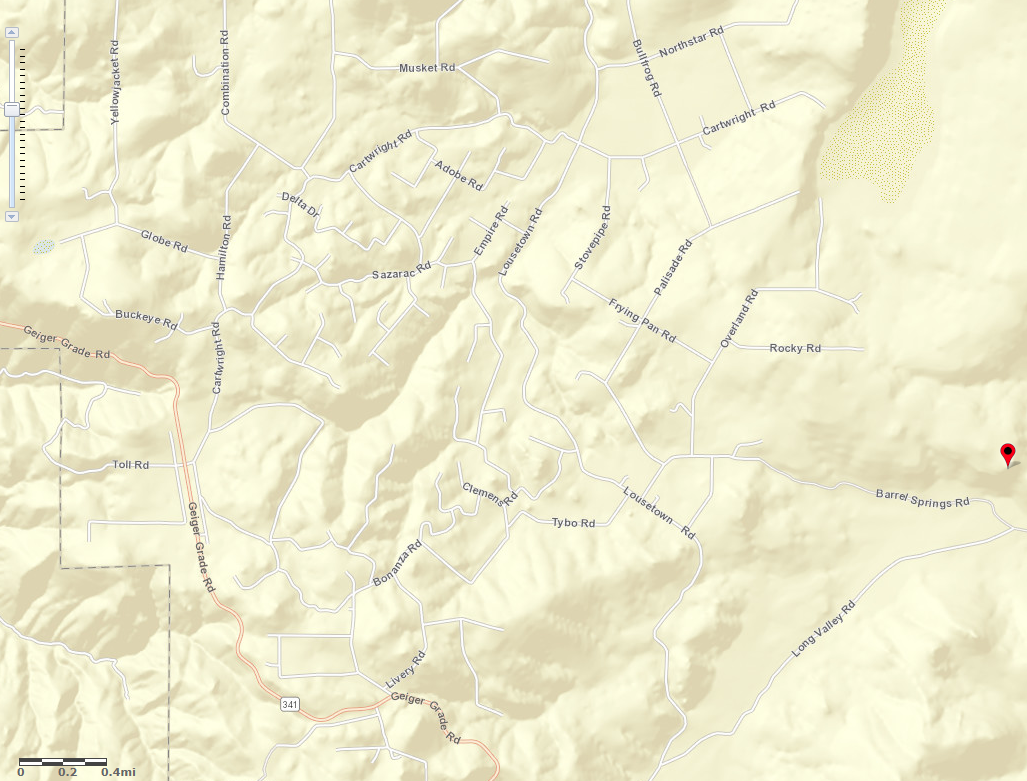 Yellowjacket Rd
Combination Rd
Musket Rd
Bullfrog Rd
Northstar Rd
Cartwright Rd
Cartwright Rd
Adobe Rd
Delta Dr
Globe Rd
Hamilton Rd
Empire Rd
Lousetown Rd
Stovepipe Rd
Sazarac Rd
Palisade Rd
Buckeye Rd
Frying Pan Rd
Overland Rd
Geiger Grade Rd
Cartwright Rd
Rocky Rd
Toll Rd
Clemens Rd
Lousetown Rd
Barrel Springs Rd
Tybo Rd
Geiger Grade Rd
Bonanza Rd
Long Valley Rd
Livery Rd
341
Geiger Grade Rd
0 0.2 0.4mi